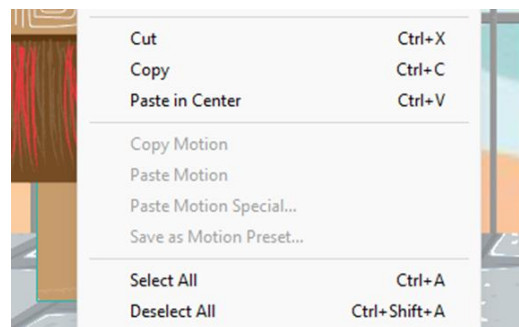 Cut Ctrl+X
Copy Ctrl+C
Paste in Center Ctrl+V
Copy Motion
Paste Motion
Paste Motion Special...
Save as Motion Preset...
Select All Ctrl+A
Deselect All Ctrl+Shift+A